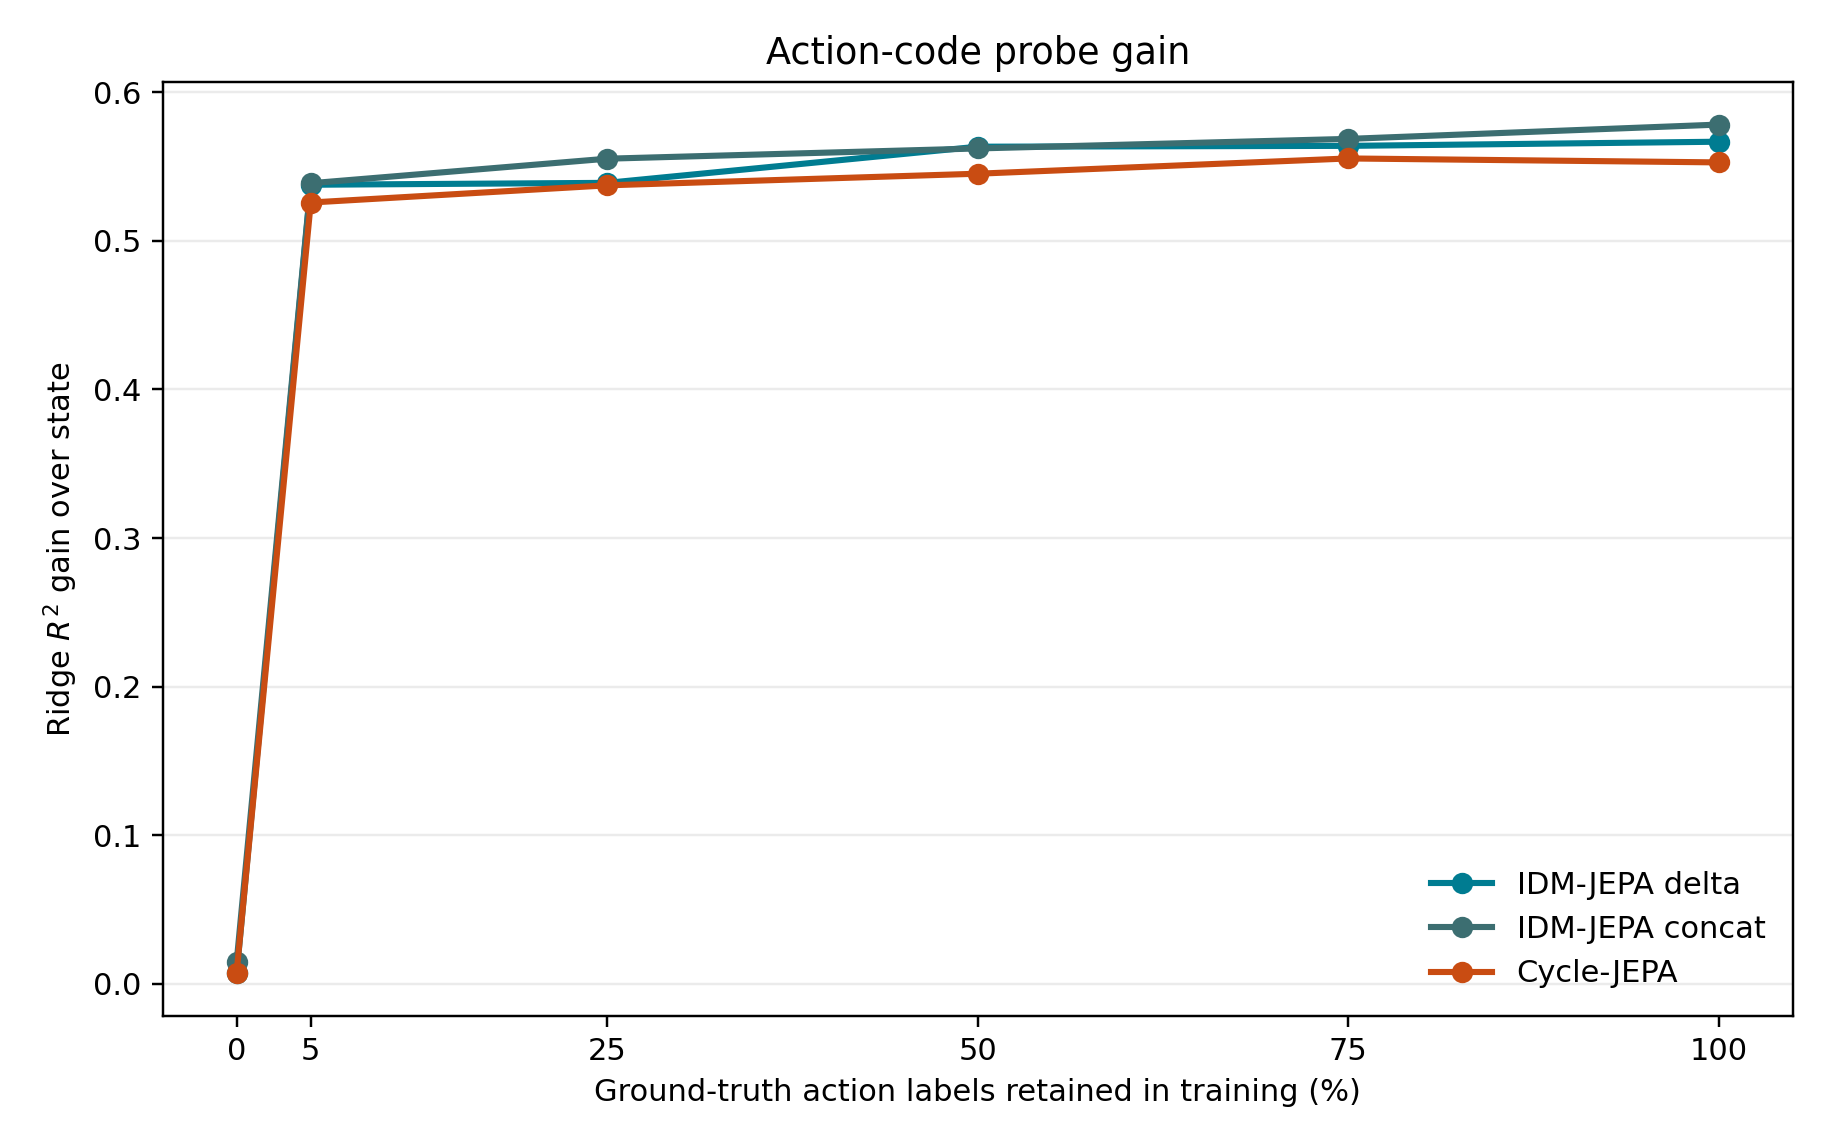 Action-code probe gain
Ridge R² gain over state
0.6
0.5
0.4
0.3
0.2
0.1
0.0
IDM-JEPA delta
IDM-JEPA concat
Cycle-JEPA
0 5 25 50 75 100
Ground-truth action labels retained in training (%)